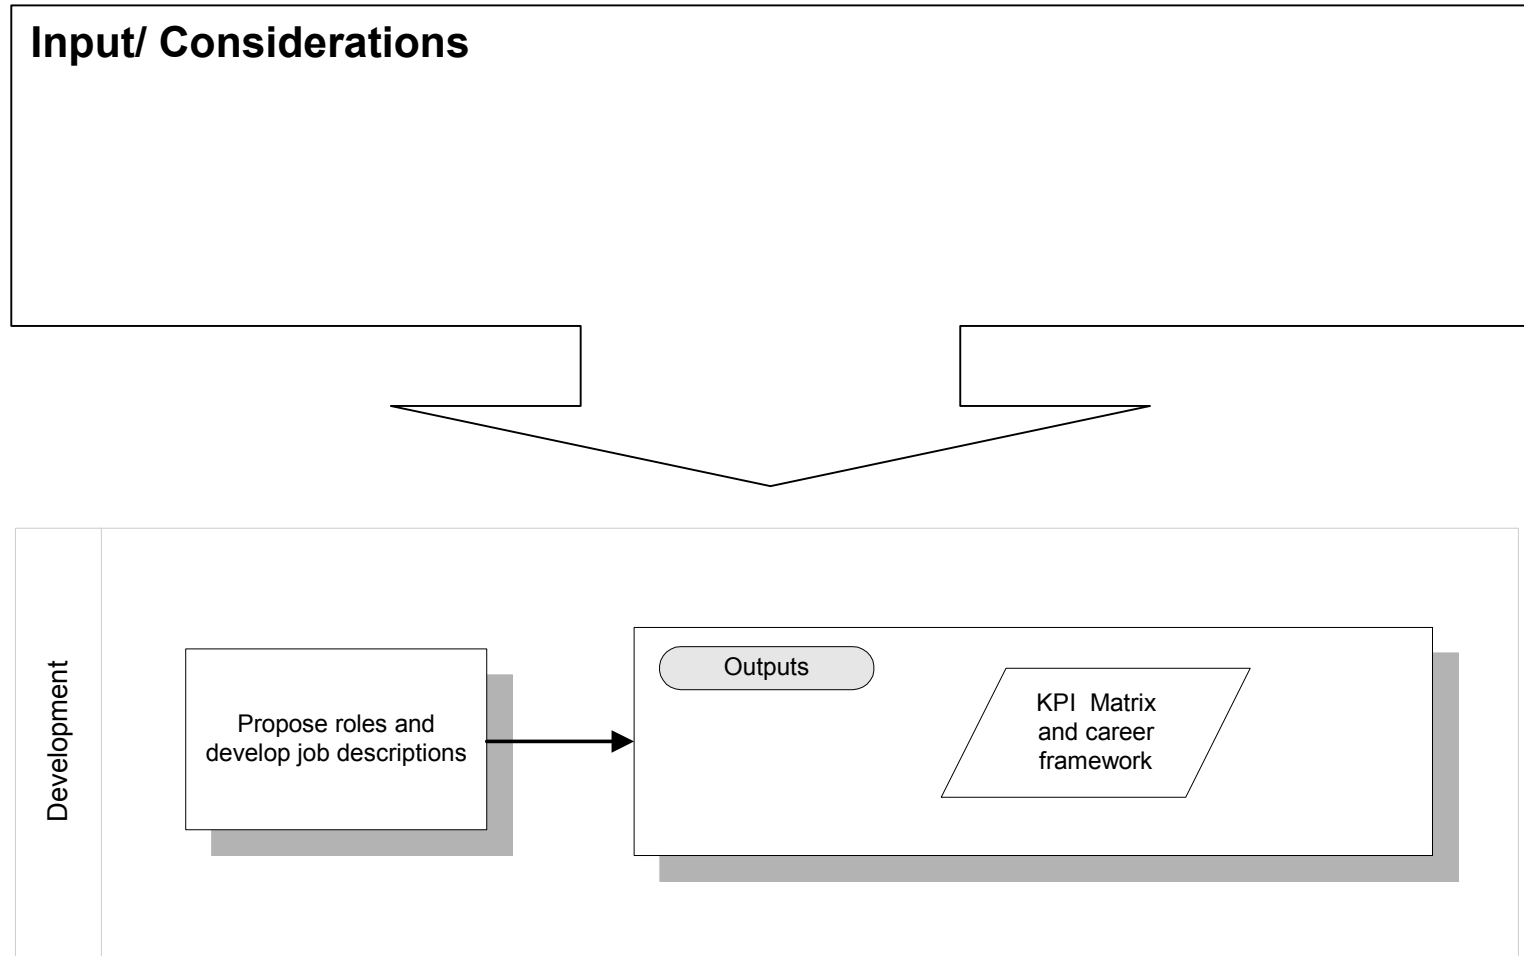 Input/ Considerations
Development
Propose roles and
develop job descriptions
Outputs
KPI  Matrix
and career
framework